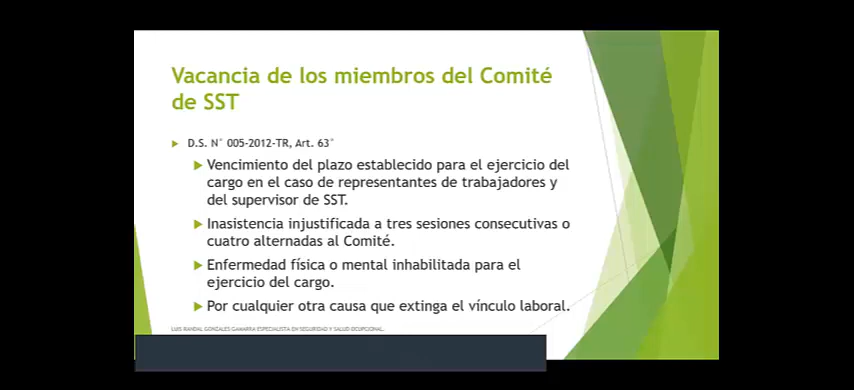 Vacancia de los miembros del Comité
de SST
D.S. N° 005-2012-TR, Art. 63°
Vencimiento del plazo establecido para el ejercicio del
cargo en el caso de representantes de trabajadores y
del supervisor de SST.
Inasistencia injustificada a tres sesiones consecutivas o
cuatro alternadas al Comité.
Enfermedad física o mental inhabilitada para el
ejercicio del cargo.
Por cualquier otra causa que extinga el vínculo laboral.
LUIS RANDAL GONZALES GAMARRA ESPECIALISTA EN SEGURIDAD Y SALUD OCUPACIONAL.